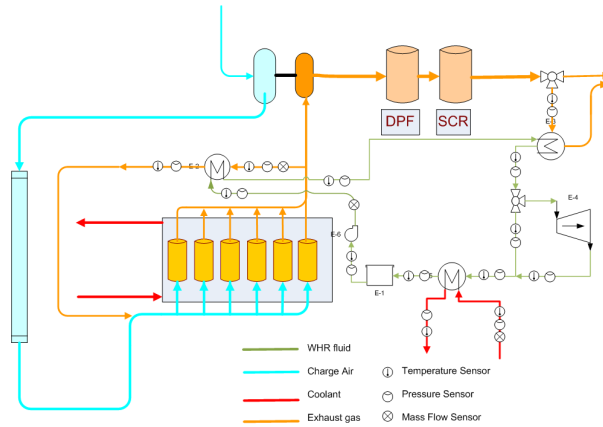 DPF
SCR
E-3
E-2
E-4
E-6
E-1
WHR fluid
Charge Air
Coolant
Exhaust gas
Temperature Sensor
Pressure Sensor
Mass Flow Sensor